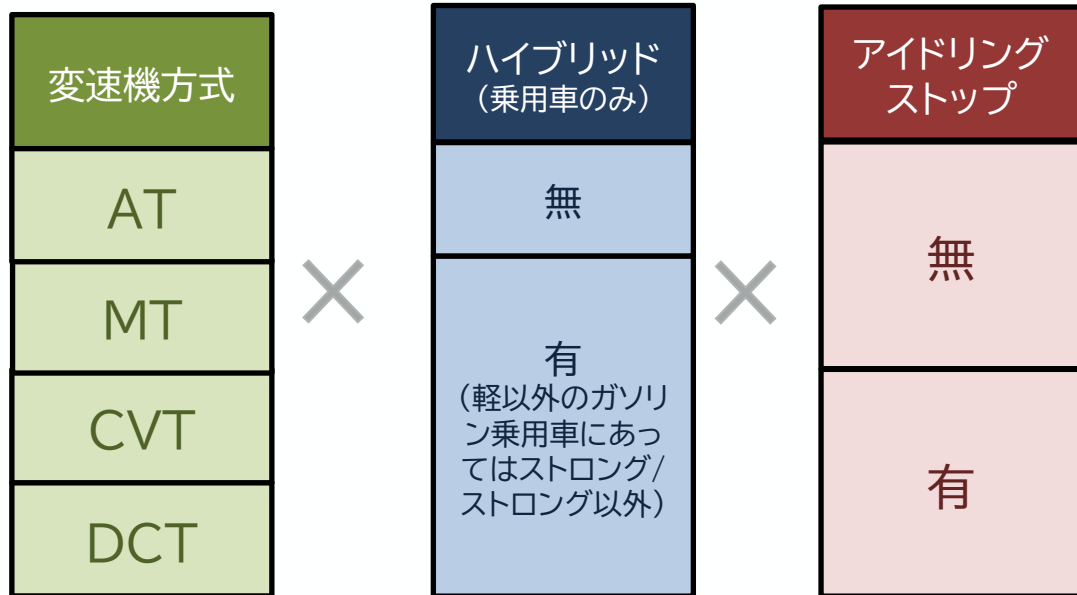 変速機方式
AT
MT
CVT
DCT
×
ハイブリッド
（乗用車のみ）
無
有
（軽以外のガソリ
ン乗用車にあっ
てはストロング/
ストロング以外）
×
アイドリング
ストップ
無
有